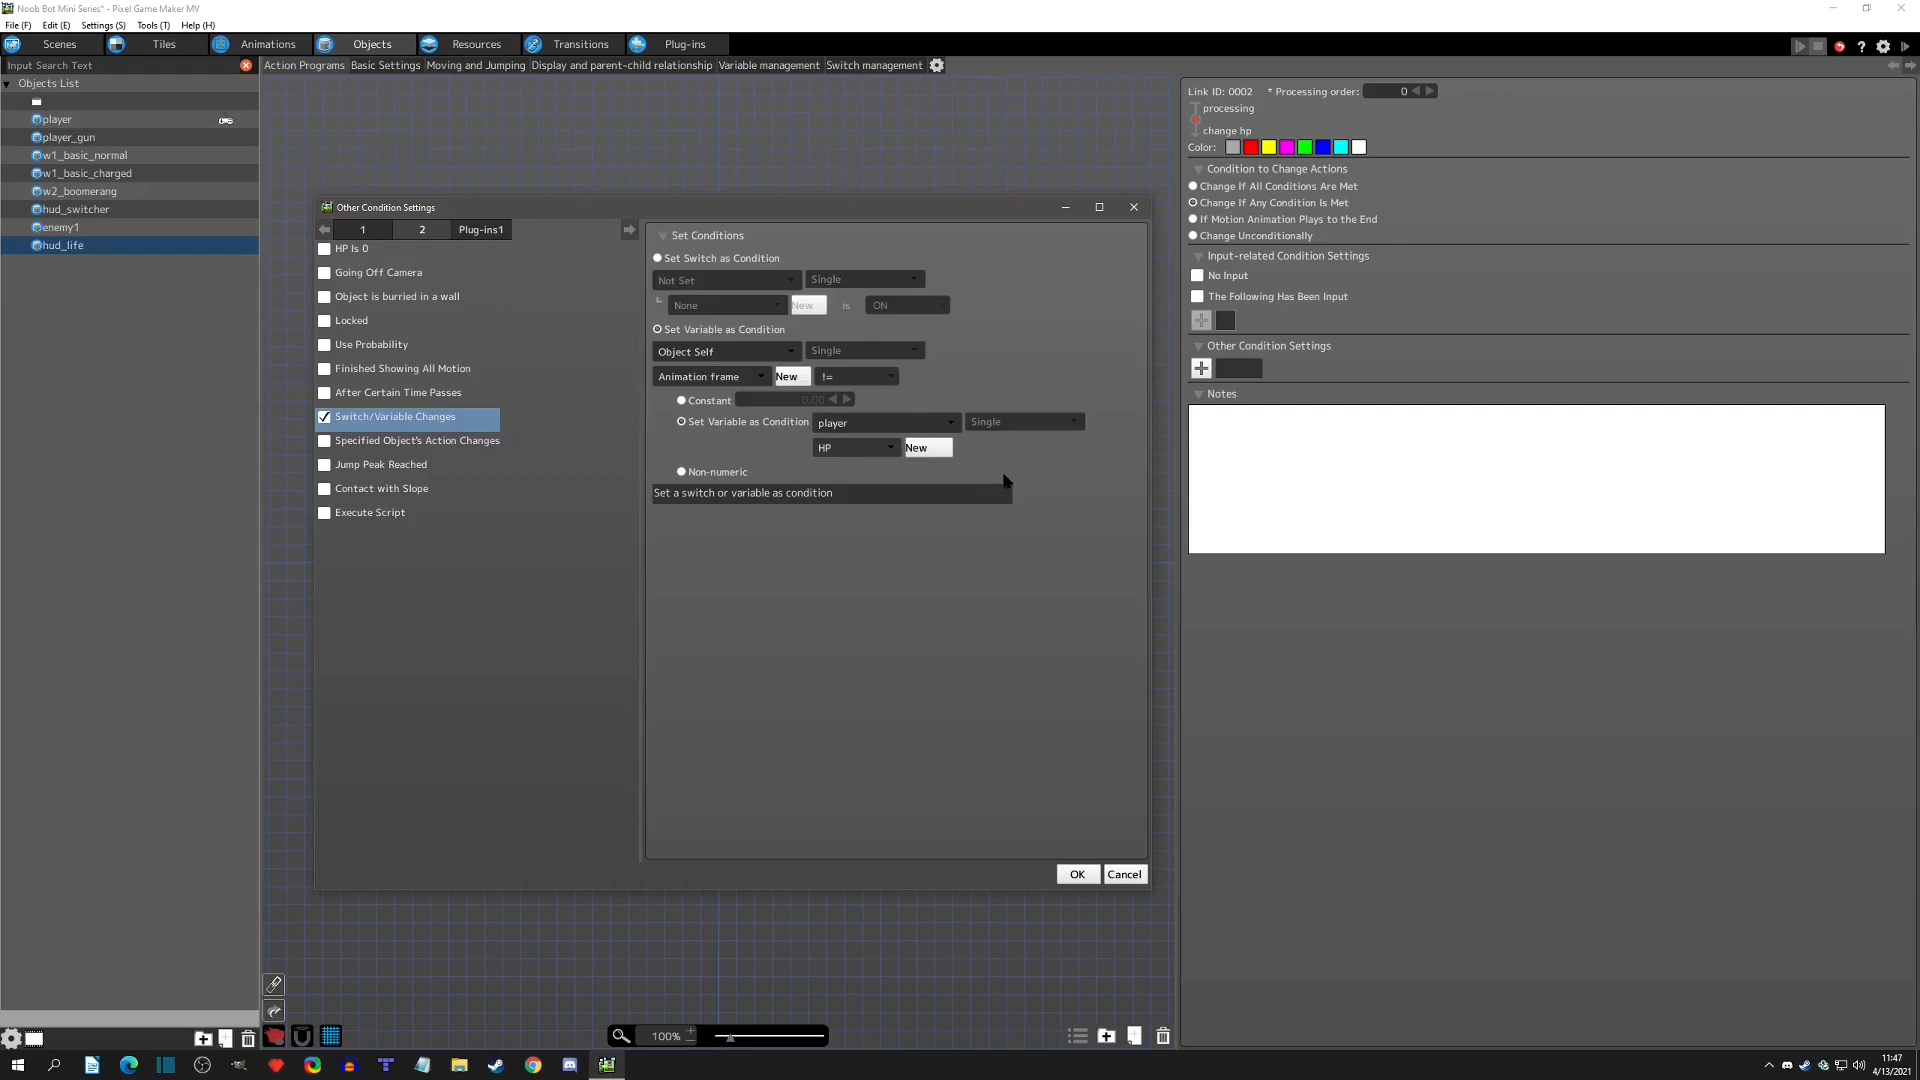 Noob Bot Mini Series* - Pixel Game Maker MV
File (F) Edit (E) Settings (S) Tools (T) Help (H)
Scenes Tiles Animations Objects Resources Transitions Plug-ins
Input Search Text
Action Programs Basic Settings Moving and Jumping Display and parent-child relationship Variable management Switch management
Objects List
player
player_gun
w1_basic_normal
w1_basic_charged
w2_boomerang
hud_switcher
enemy1
hud_life
Other Condition Settings
1 2 Plug-ins1
HP Is 0
Going Off Camera
Object is burried in a wall
Locked
Use Probability
Finished Showing All Motion
After Certain Time Passes
Switch/Variable Changes
Specified Object's Action Changes
Jump Peak Reached
Contact with Slope
Execute Script
Set Conditions
Set Switch as Condition
Not Set Single
None New is ON
Set Variable as Condition
Object Self Single
Animation frame New !=
Constant 0.00
Set Variable as Condition player Single
HP New
Non-numeric
Set a switch or variable as condition
OK Cancel
Link ID: 0002 * Processing order: 0
processing
change hp
Color:
Condition to Change Actions
Change If All Conditions Are Met
Change If Any Condition Is Met
If Motion Animation Plays to the End
Change Unconditionally
Input-related Condition Settings
No Input
The Following Has Been Input
Other Condition Settings
Notes
100%
11:47
4/13/2021